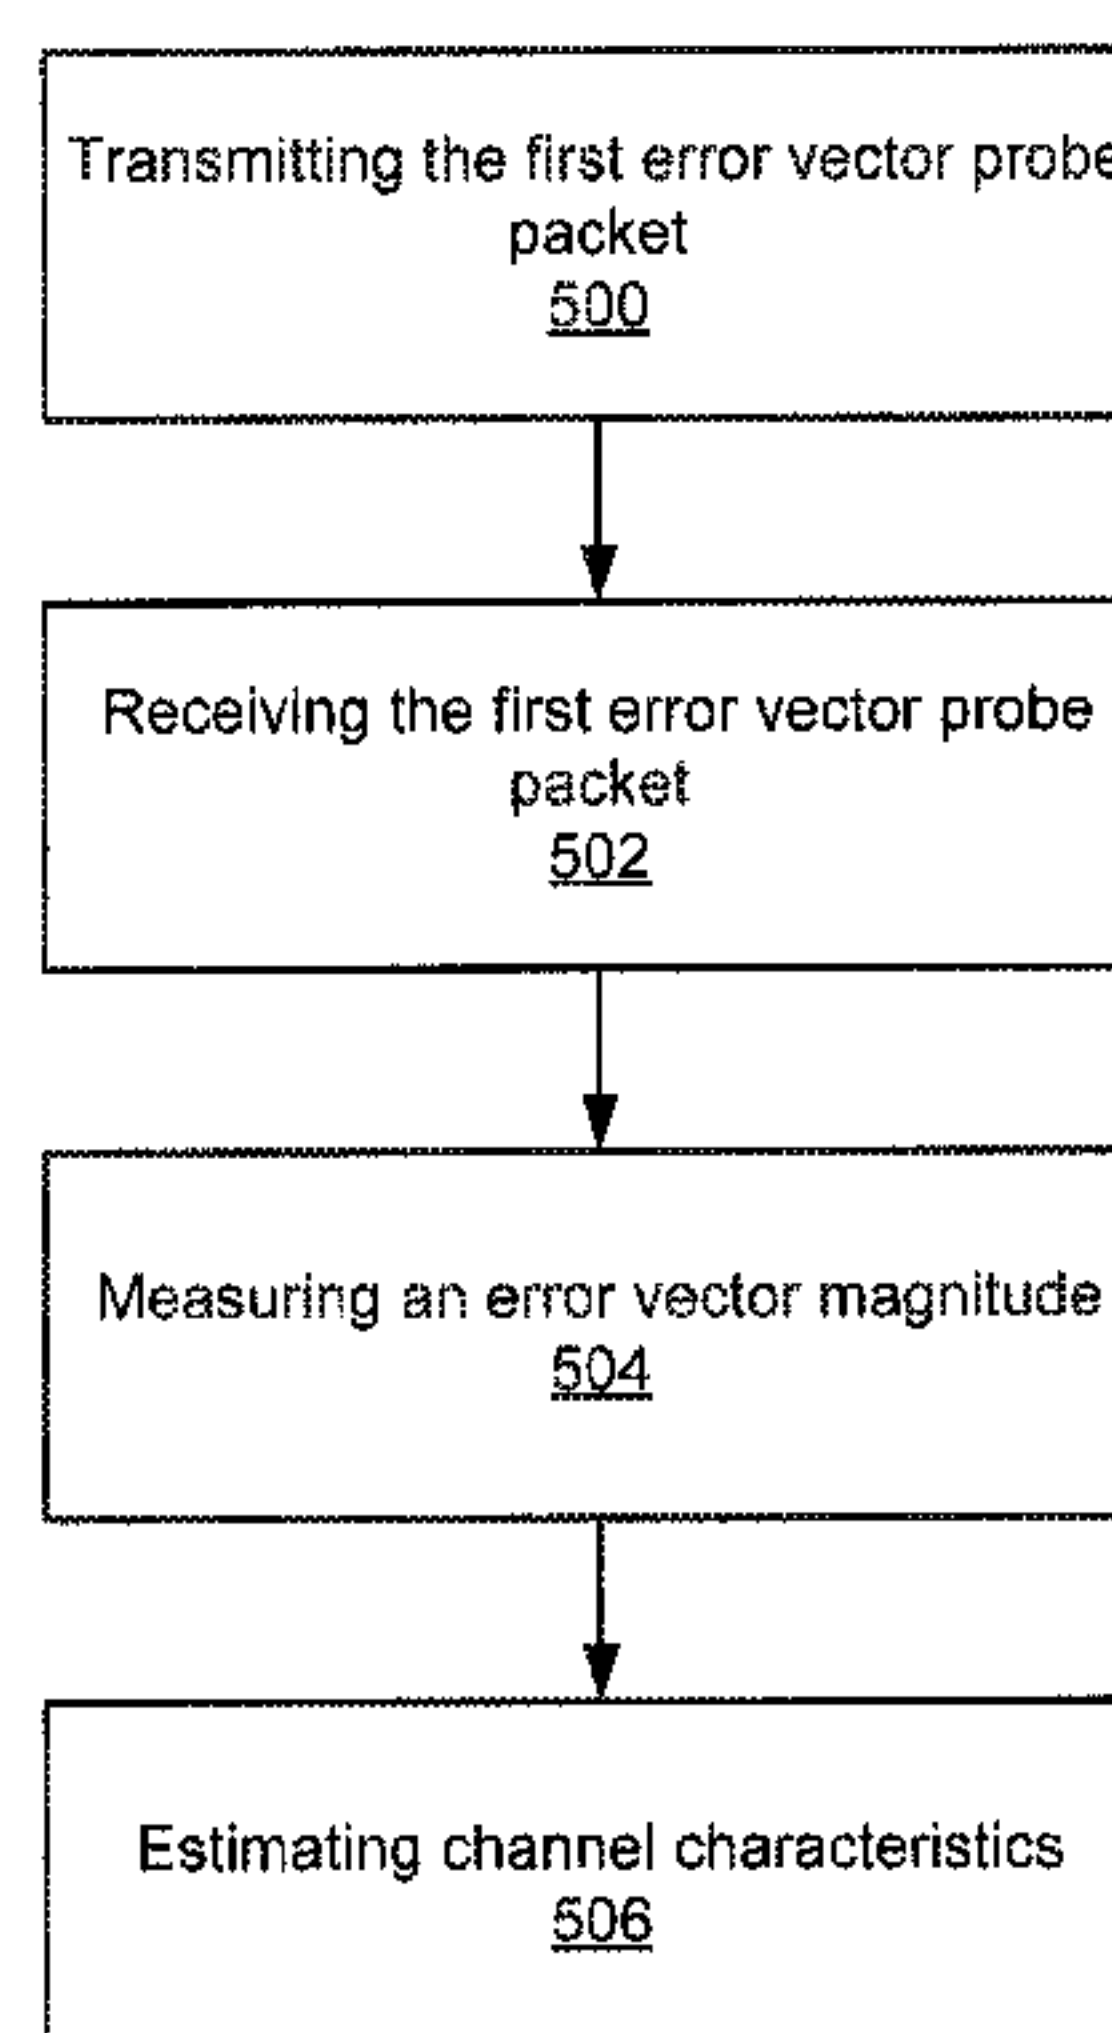 Transmitting the first error vector probe
packet
500
Receiving the first error vector probe
packet
502
Measuring an error vector magnitude
504
Estimating channel characteristics
506